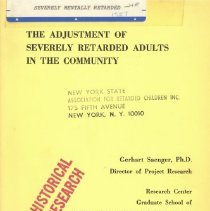 SEVERELY MENTALLY RETARDED
THE ADJUSTMENT OF
SEVERELY RETARDED ADULTS
IN THE COMMUNITY
NEW YORK STATE
ASSOCIATION FOR RETARDED CHILDREN INC.
175 FIFTH AVENUE
NEW YORK, N. Y. 10010
Gerhart Saenger, Ph.D.
Director of Project Research
HISTORICAL
RESEARCH
Research Center
Graduate School of